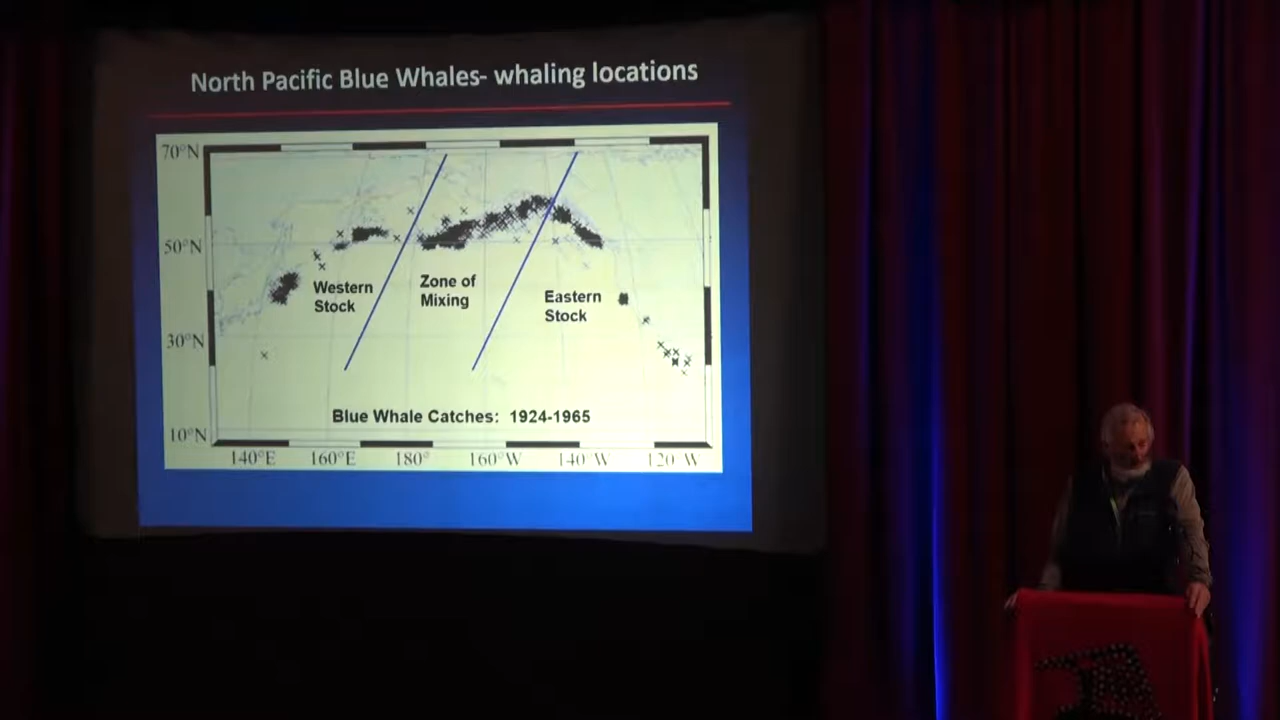 North Pacific Blue Whales- whaling locations
70°N
50°N
30°N
10°N
Western
Stock
Zone of
Mixing
Eastern
Stock
Blue Whale Catches: 1924-1965
140°E 160°E 180° 160°W 140°W 120°W